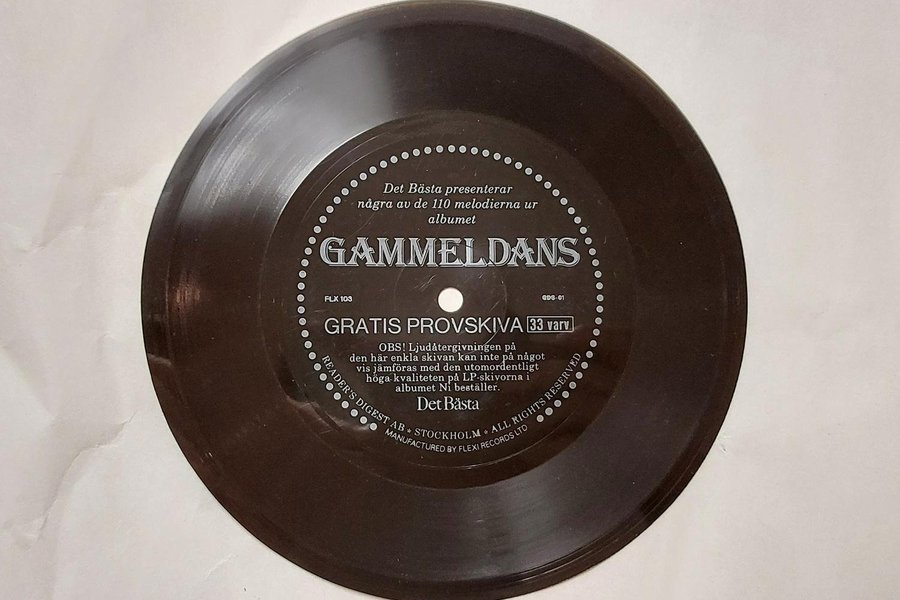 Det Bästa presenterar
några av de 110 melodierna ur
albumet
GAMMELDANS
FLX 103
GDS-01
GRATIS PROVSKIVA 33 varv
OBS! Ljudåtergivningen på
den här enkla skivan kan inte på något
vis jämföras med den utomordentligt
höga kvaliteten på LP-skivorna i
albumet Ni beställer.
Det Bästa
READER'S DIGEST AB * STOCKHOLM * ALL RIGHTS RESERVED
MANUFACTURED BY FLEXI RECORDS LTD